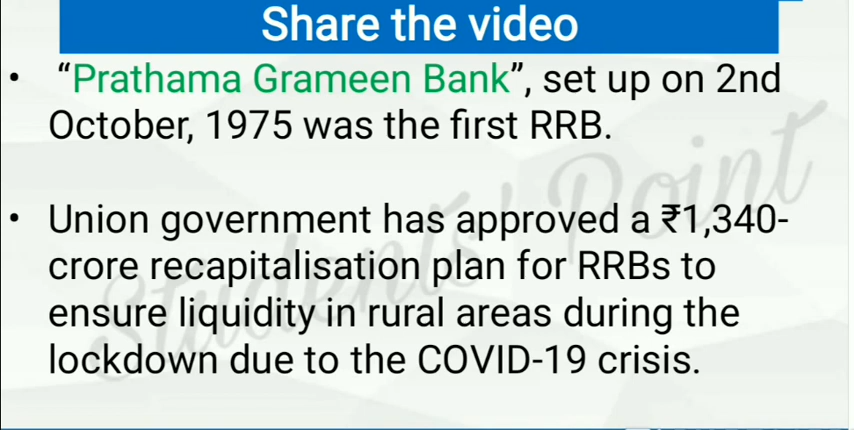 Share the video
• “Prathama Grameen Bank”, set up on 2nd
October, 1975 was the first RRB.
• Union government has approved a ₹1,340-
crore recapitalisation plan for RRBs to
ensure liquidity in rural areas during the
lockdown due to the COVID-19 crisis.
Students' Point